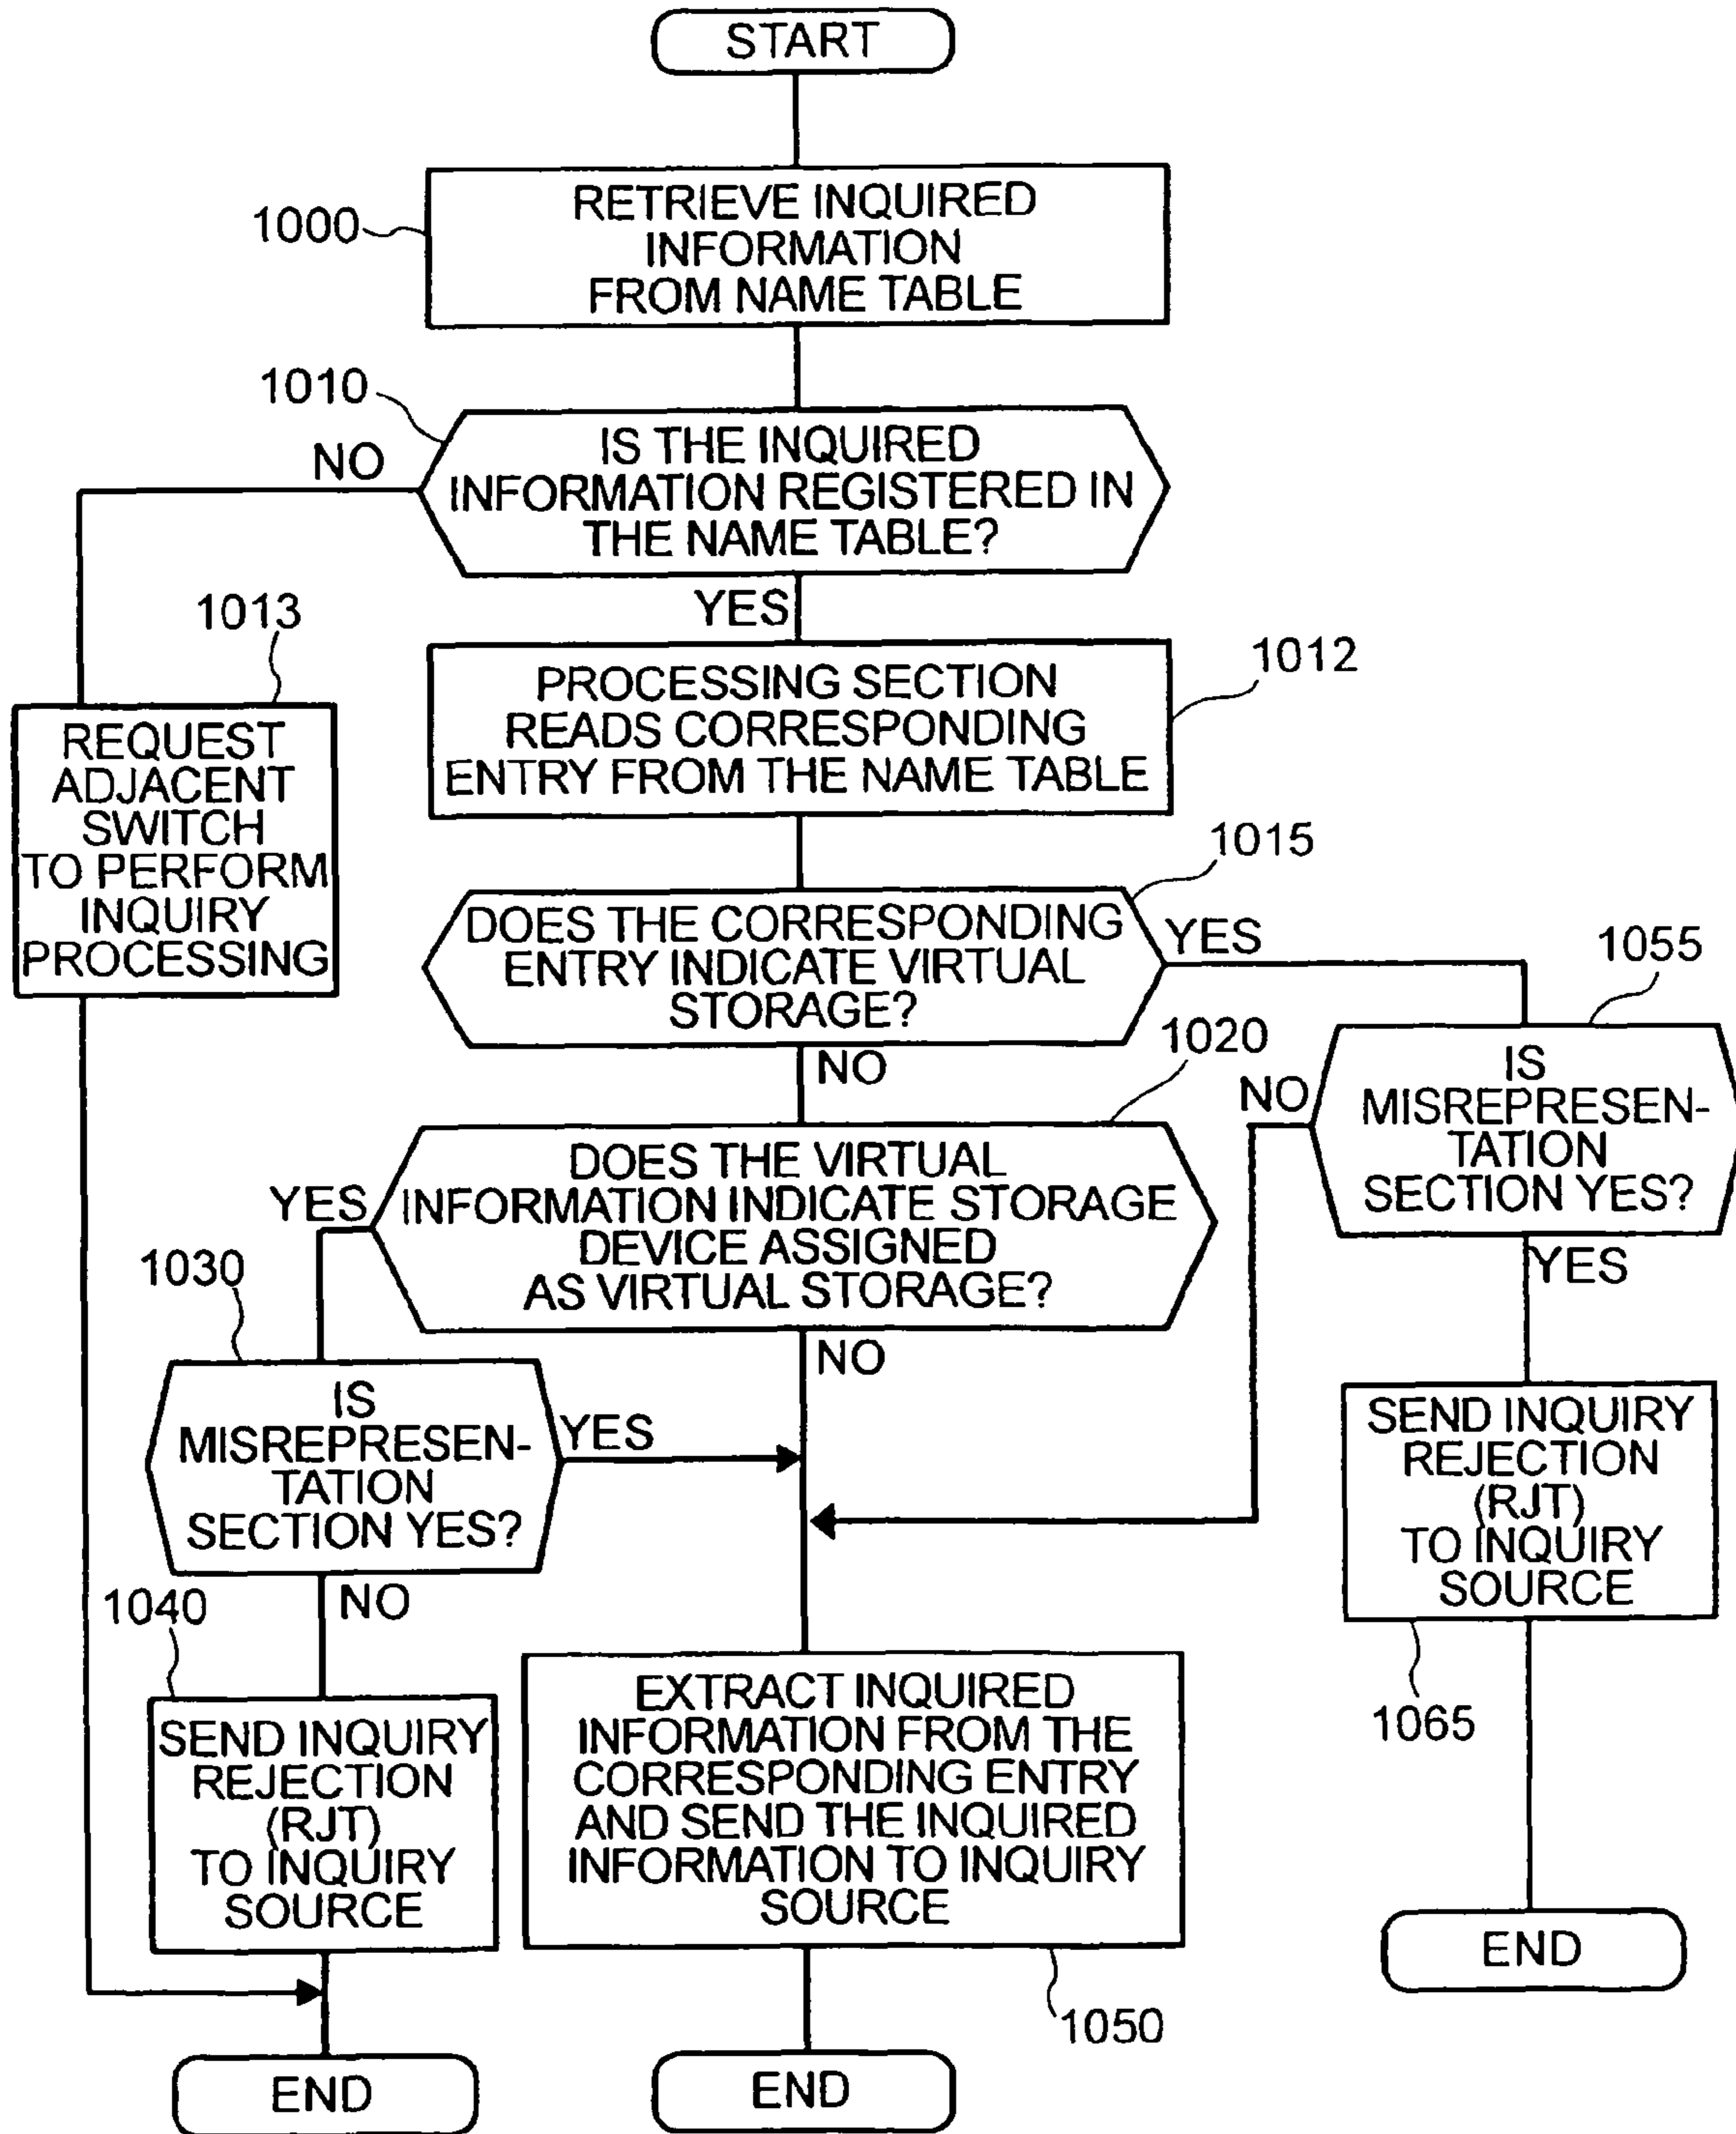 START
1000
RETRIEVE INQUIRED
INFORMATION
FROM NAME TABLE
1010
NO
IS THE INQUIRED
INFORMATION REGISTERED IN
THE NAME TABLE?
YES
1013
REQUEST
ADJACENT
SWITCH
TO PERFORM
INQUIRY
PROCESSING
1012
PROCESSING SECTION
READS CORRESPONDING
ENTRY FROM THE NAME TABLE
1015
DOES THE CORRESPONDING
ENTRY INDICATE VIRTUAL
STORAGE?
YES
NO
1055
IS
MISREPRESEN-
TATION
SECTION YES?
NO
YES
1020
DOES THE VIRTUAL
INFORMATION INDICATE STORAGE
DEVICE ASSIGNED
AS VIRTUAL STORAGE?
YES
NO
1030
IS
MISREPRESEN-
TATION
SECTION YES?
YES
NO
SEND INQUIRY
REJECTION
(RJT)
TO INQUIRY
SOURCE
1065
1040
SEND INQUIRY
REJECTION
(RJT)
TO INQUIRY
SOURCE
EXTRACT INQUIRED
INFORMATION FROM THE
CORRESPONDING ENTRY
AND SEND THE INQUIRED
INFORMATION TO INQUIRY
SOURCE
1050
END
END
END